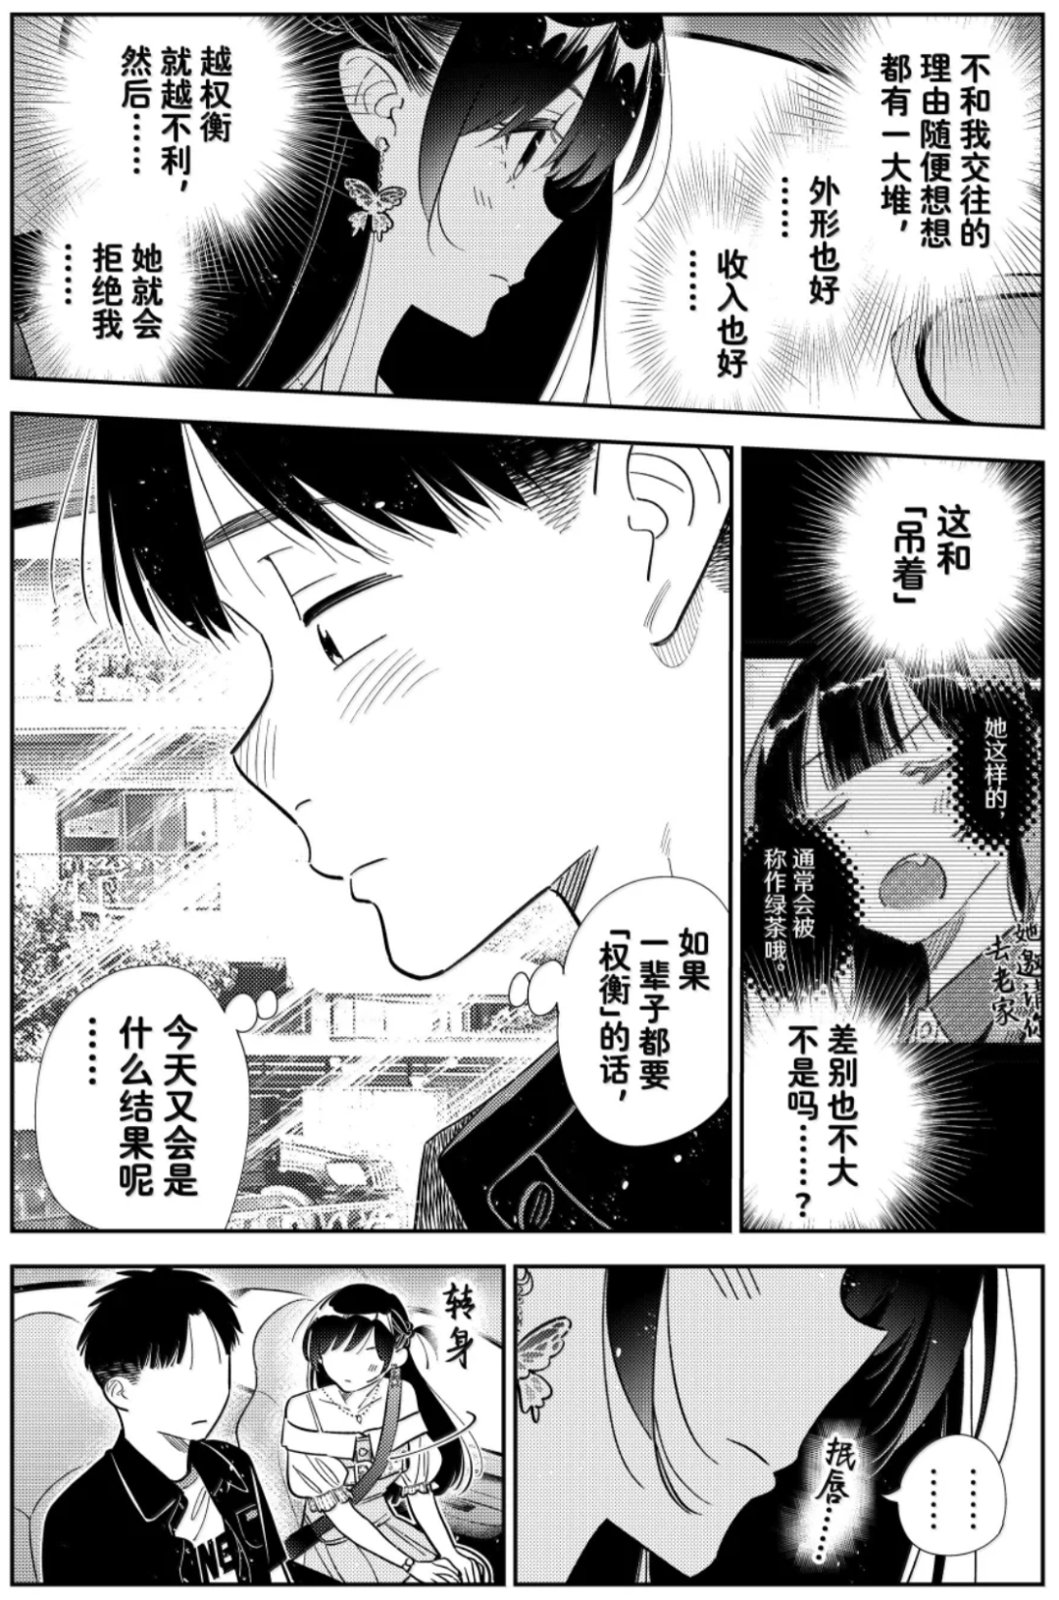 不和我交往的
理由随便想想
都有一大堆，
外形也好
……
收入也好
……
越权衡
就越不利，
然后……
她就会
拒绝我
……
这和
「吊着」
她这样的，
通常会被
称作绿茶哦。
她邀请你
去老家
差别也不大
不是吗……？
如果
一辈子都要
「权衡」的话，
今天又会是
什么结果呢
……
……
……
抿唇……
转身
NE